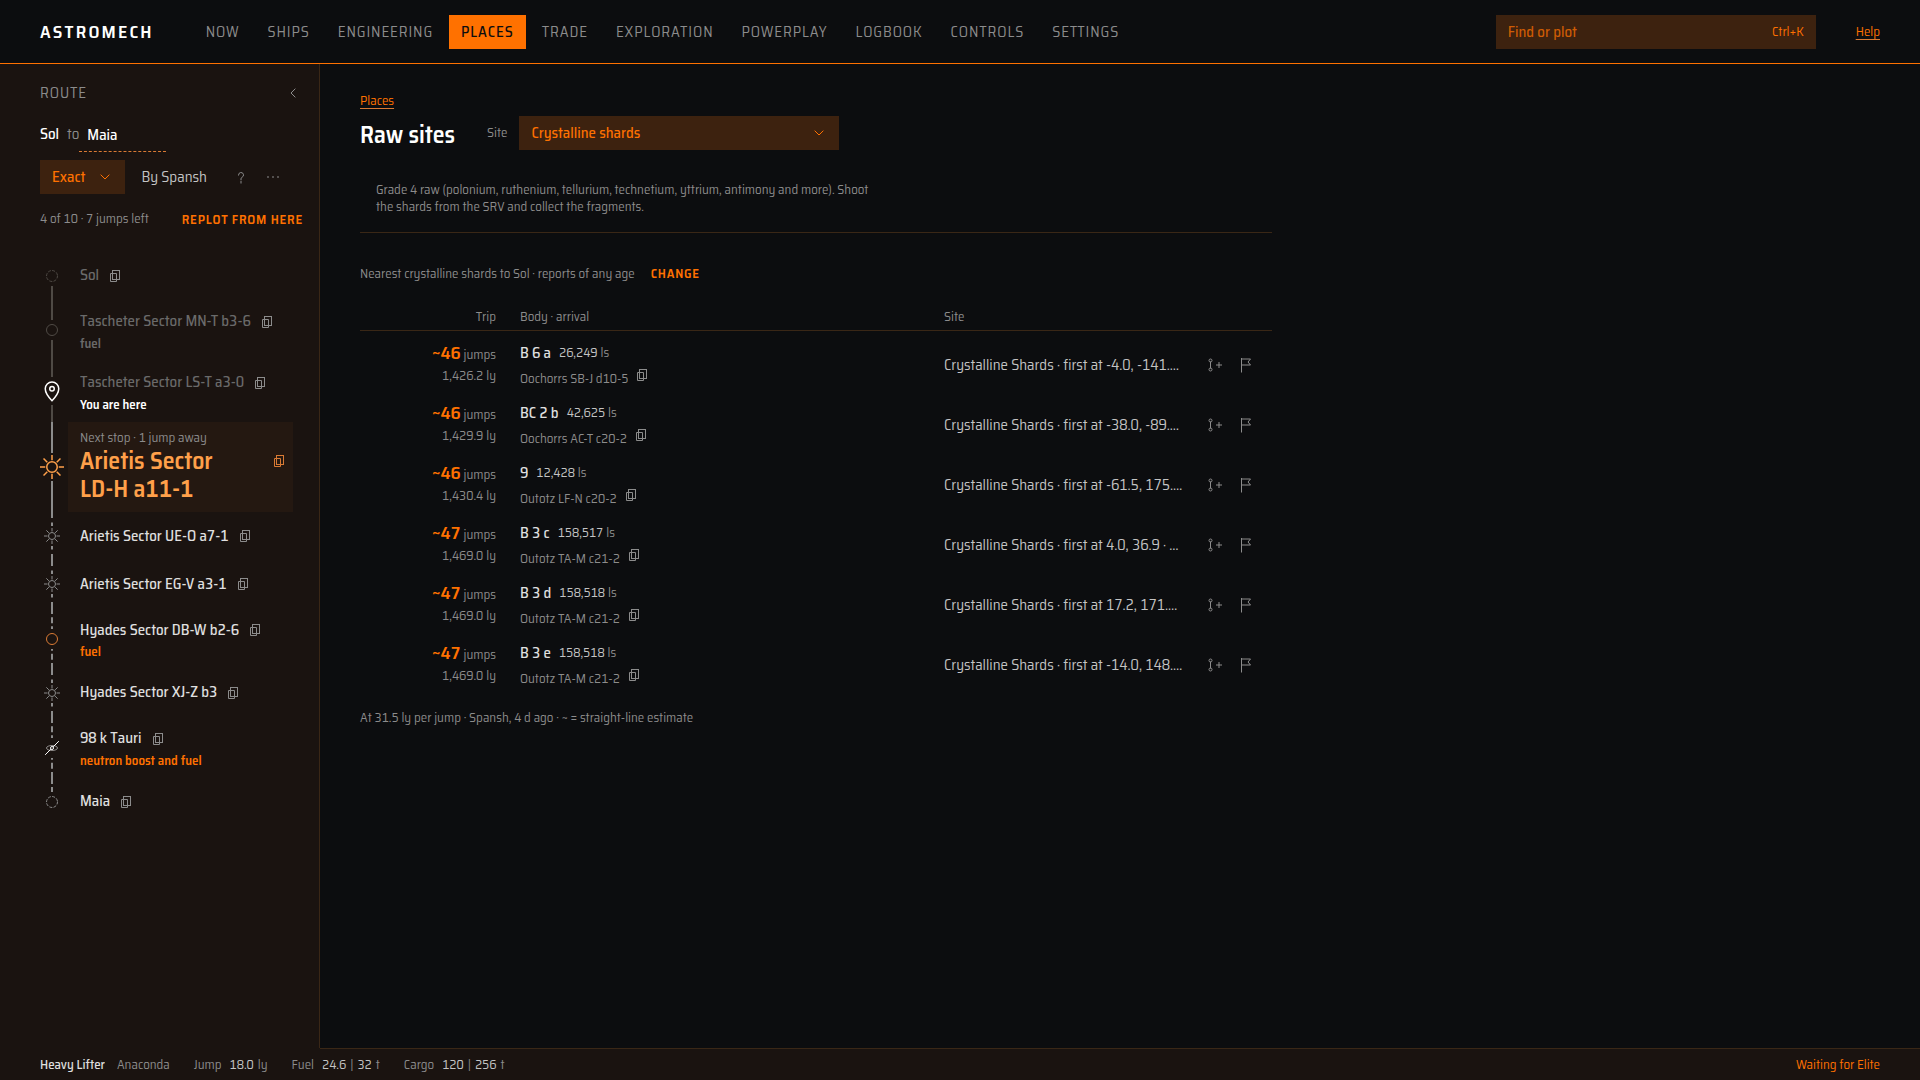 ASTROMECH NOW SHIPS ENGINEERING PLACES TRADE EXPLORATION POWERPLAY LOGBOOK CONTROLS SETTINGS Find or plot Ctrl+K Help
ROUTE
Sol to Maia
Exact By Spansh ? ···
4 of 10 · 7 jumps left REPLOT FROM HERE
Sol
Tascheter Sector MN-T b3-6
fuel
Tascheter Sector LS-T a3-0
You are here
Next stop · 1 jump away
Arietis Sector
LD-H a11-1
Arietis Sector UE-O a7-1
Arietis Sector EG-V a3-1
Hyades Sector DB-W b2-6
fuel
Hyades Sector XJ-Z b3
98 k Tauri
neutron boost and fuel
Maia
Places
Raw sites Site Crystalline shards
Grade 4 raw (polonium, ruthenium, tellurium, technetium, yttrium, antimony and more). Shoot
the shards from the SRV and collect the fragments.
Nearest crystalline shards to Sol · reports of any age CHANGE
Trip Body · arrival Site
~46 jumps B 6 a 26,249 ls
1,426.2 ly Oochorrs SB-J d10-5
Crystalline Shards · first at -4.0, -141....
~46 jumps BC 2 b 42,625 ls
1,429.9 ly Oochorrs AC-T c20-2
Crystalline Shards · first at -38.0, -89....
~46 jumps 9 12,428 ls
1,430.4 ly Outotz LF-N c20-2
Crystalline Shards · first at -61.5, 175....
~47 jumps B 3 c 158,517 ls
1,469.0 ly Outotz TA-M c21-2
Crystalline Shards · first at 4.0, 36.9 · ...
~47 jumps B 3 d 158,518 ls
1,469.0 ly Outotz TA-M c21-2
Crystalline Shards · first at 17.2, 171....
~47 jumps B 3 e 158,518 ls
1,469.0 ly Outotz TA-M c21-2
Crystalline Shards · first at -14.0, 148....
At 31.5 ly per jump · Spansh, 4 d ago · ~ = straight-line estimate
Heavy Lifter Anaconda Jump 18.0 ly Fuel 24.6 | 32 t Cargo 120 | 256 t Waiting for Elite